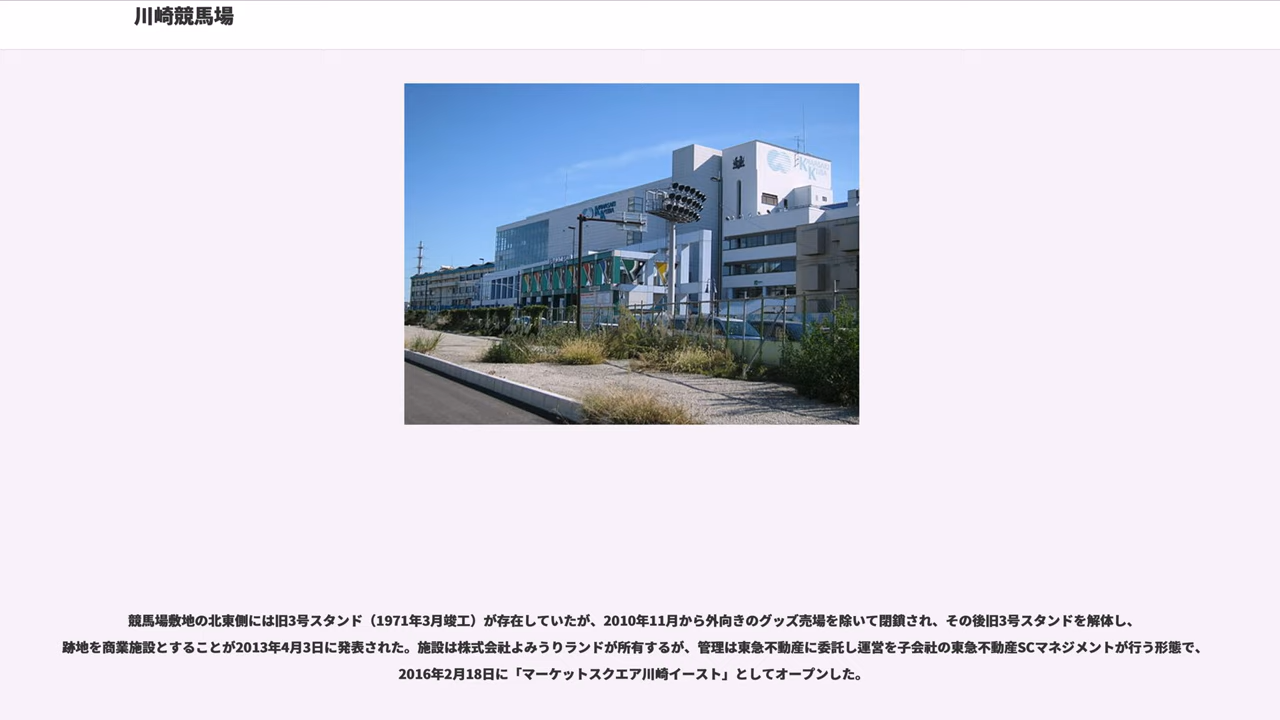 川崎競馬場
KAWASAKI KEIBA
KAWASAKI KEIBA
競馬場敷地の北東側には旧3号スタンド（1971年3月竣工）が存在していたが、2010年11月から外向きのグッズ売場を除いて閉鎖され、その後旧3号スタンドを解体し、
跡地を商業施設とすることが2013年4月3日に発表された。施設は株式会社よみうりランドが所有するが、管理は東急不動産に委託し運営を子会社の東急不動産SCマネジメントが行う形態で、
2016年2月18日に「マーケットスクエア川崎イースト」としてオープンした。